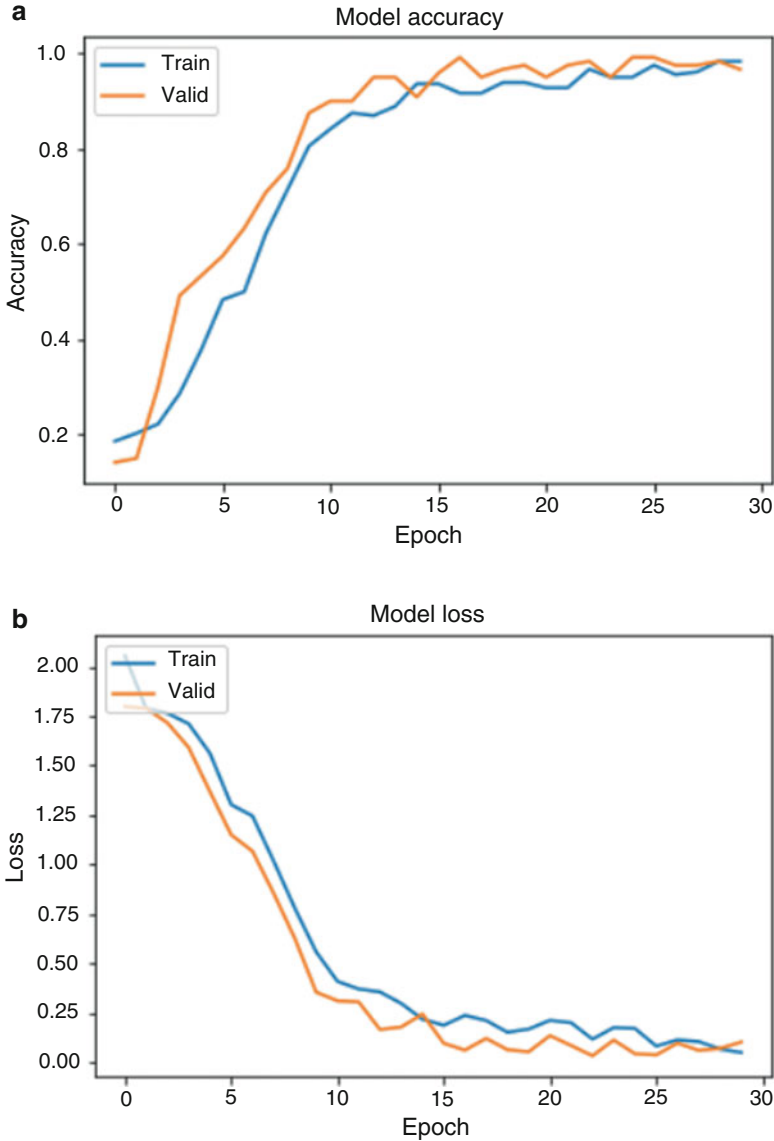 a
Model accuracy
Train
Valid
1.0
0.8
0.6
0.4
0.2
Accuracy
0 5 10 15 20 25 30
Epoch
b
Model loss
Train
Valid
2.00
1.75
1.50
1.25
1.00
0.75
0.50
0.25
0.00
Loss
0 5 10 15 20 25 30
Epoch